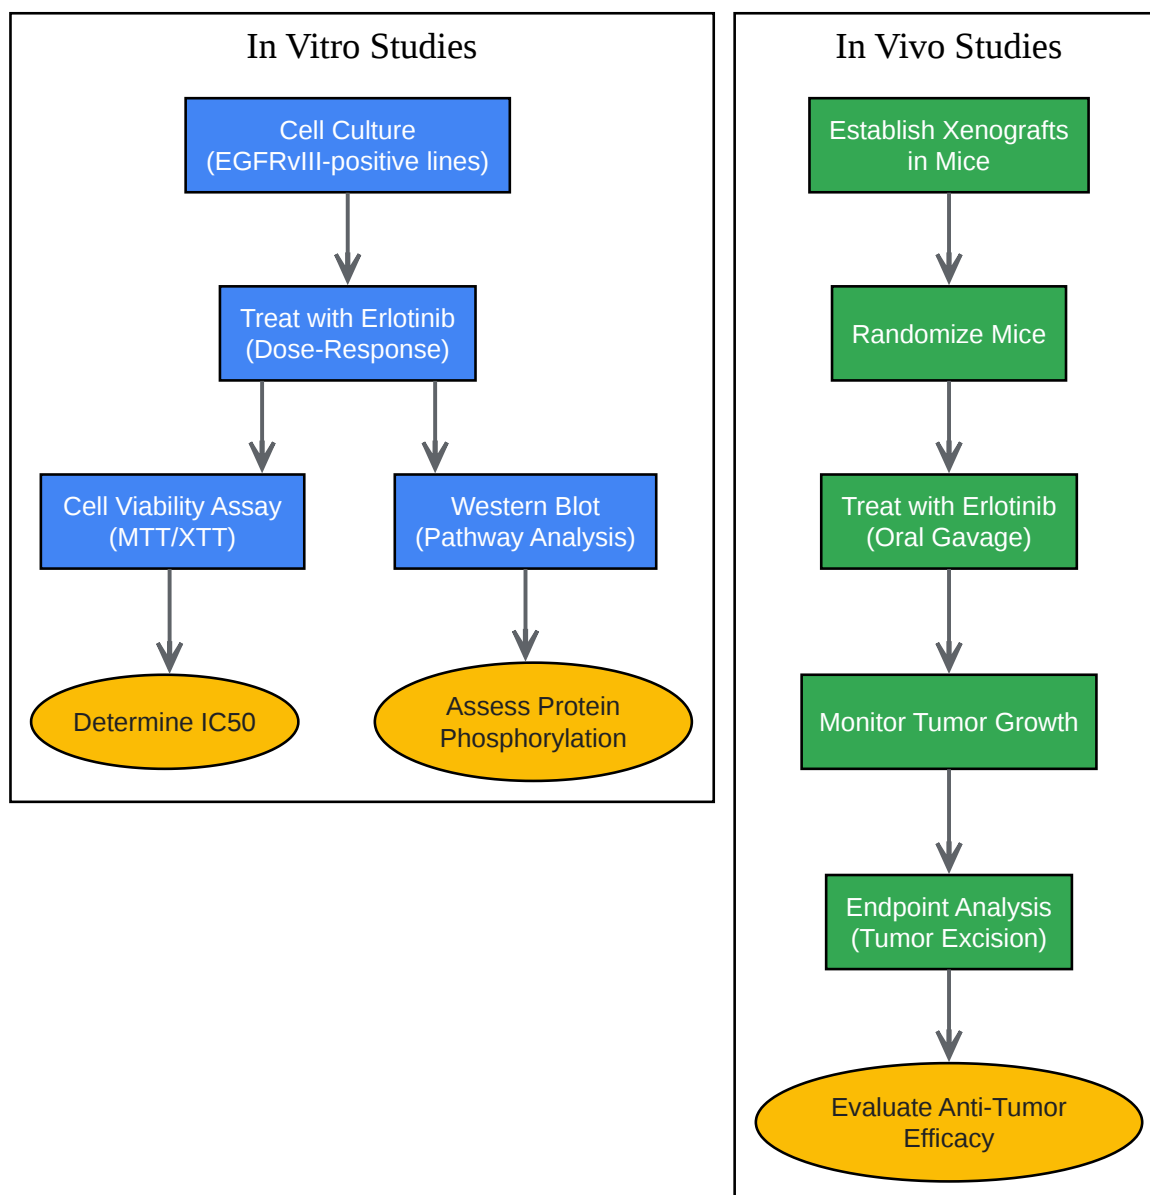 In Vitro Studies
Cell Culture
(EGFRvIII-positive lines)
Treat with Erlotinib
(Dose-Response)
Cell Viability Assay
(MTT/XTT)
Western Blot
(Pathway Analysis)
Determine IC50
Assess Protein
Phosphorylation
In Vivo Studies
Establish Xenografts
in Mice
Randomize Mice
Treat with Erlotinib
(Oral Gavage)
Monitor Tumor Growth
Endpoint Analysis
(Tumor Excision)
Evaluate Anti-Tumor
Efficacy